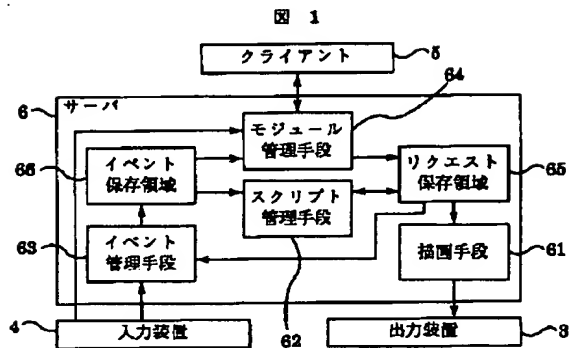 図 1
クライアント
5
64
6
サーバ
モジュール
管理手段
66
イベント
保存領域
スクリプト
管理手段
リクエスト
保存領域
65
63
イベント
管理手段
描画手段
61
4
入力装置
62
出力装置
3